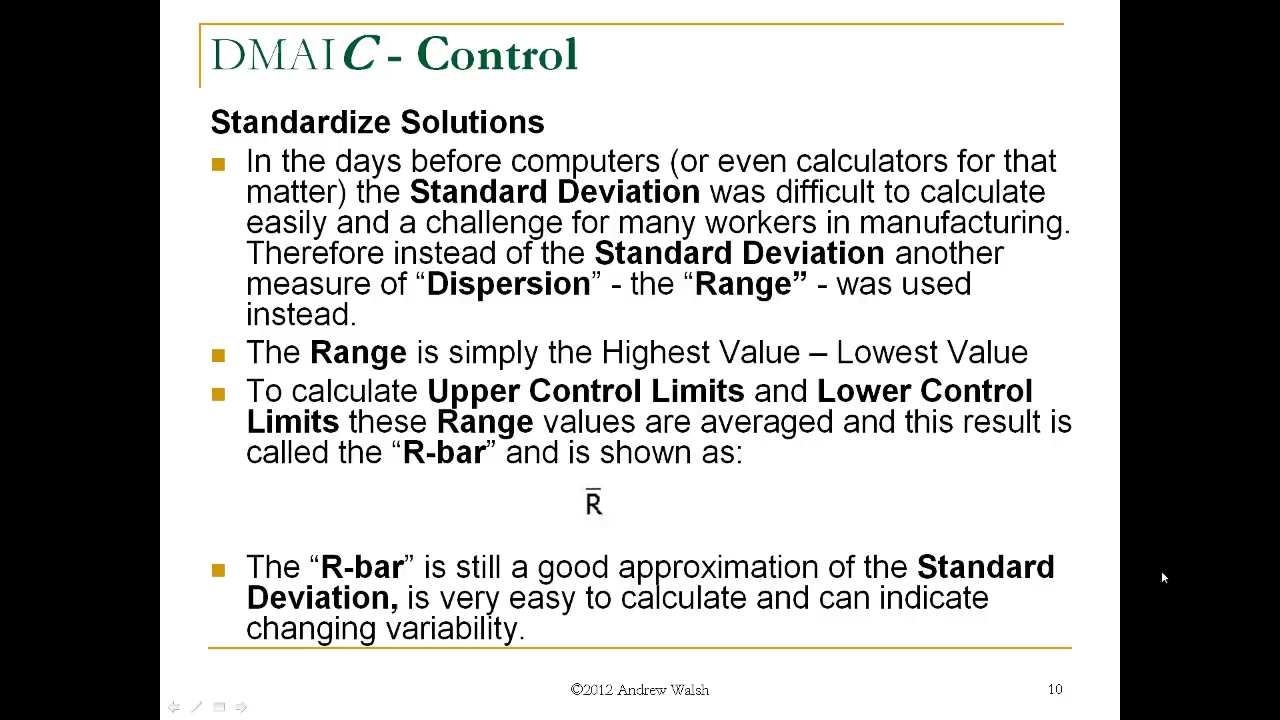 DMAIC - Control
Standardize Solutions
In the days before computers (or even calculators for that
matter) the Standard Deviation was difficult to calculate
easily and a challenge for many workers in manufacturing.
Therefore instead of the Standard Deviation another
measure of “Dispersion” - the “Range” - was used
instead.
The Range is simply the Highest Value – Lowest Value
To calculate Upper Control Limits and Lower Control
Limits these Range values are averaged and this result is
called the “R-bar” and is shown as:
R̅
The “R-bar” is still a good approximation of the Standard
Deviation, is very easy to calculate and can indicate
changing variability.
©2012 Andrew Walsh
10